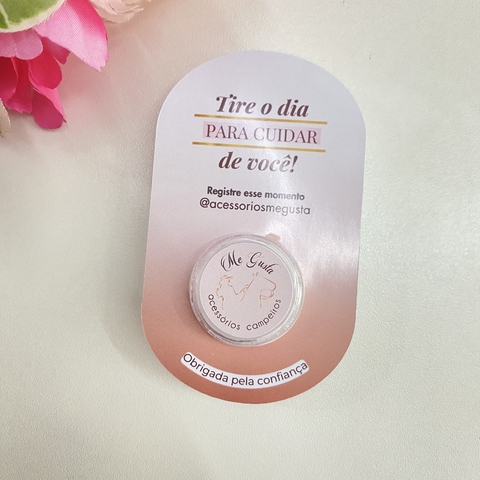 Tire o dia
PARA CUIDAR
de você!
Registre esse momento
@acessoriosmegusta
Me Gusta
acessórios campeiros
Obrigada pela confiança